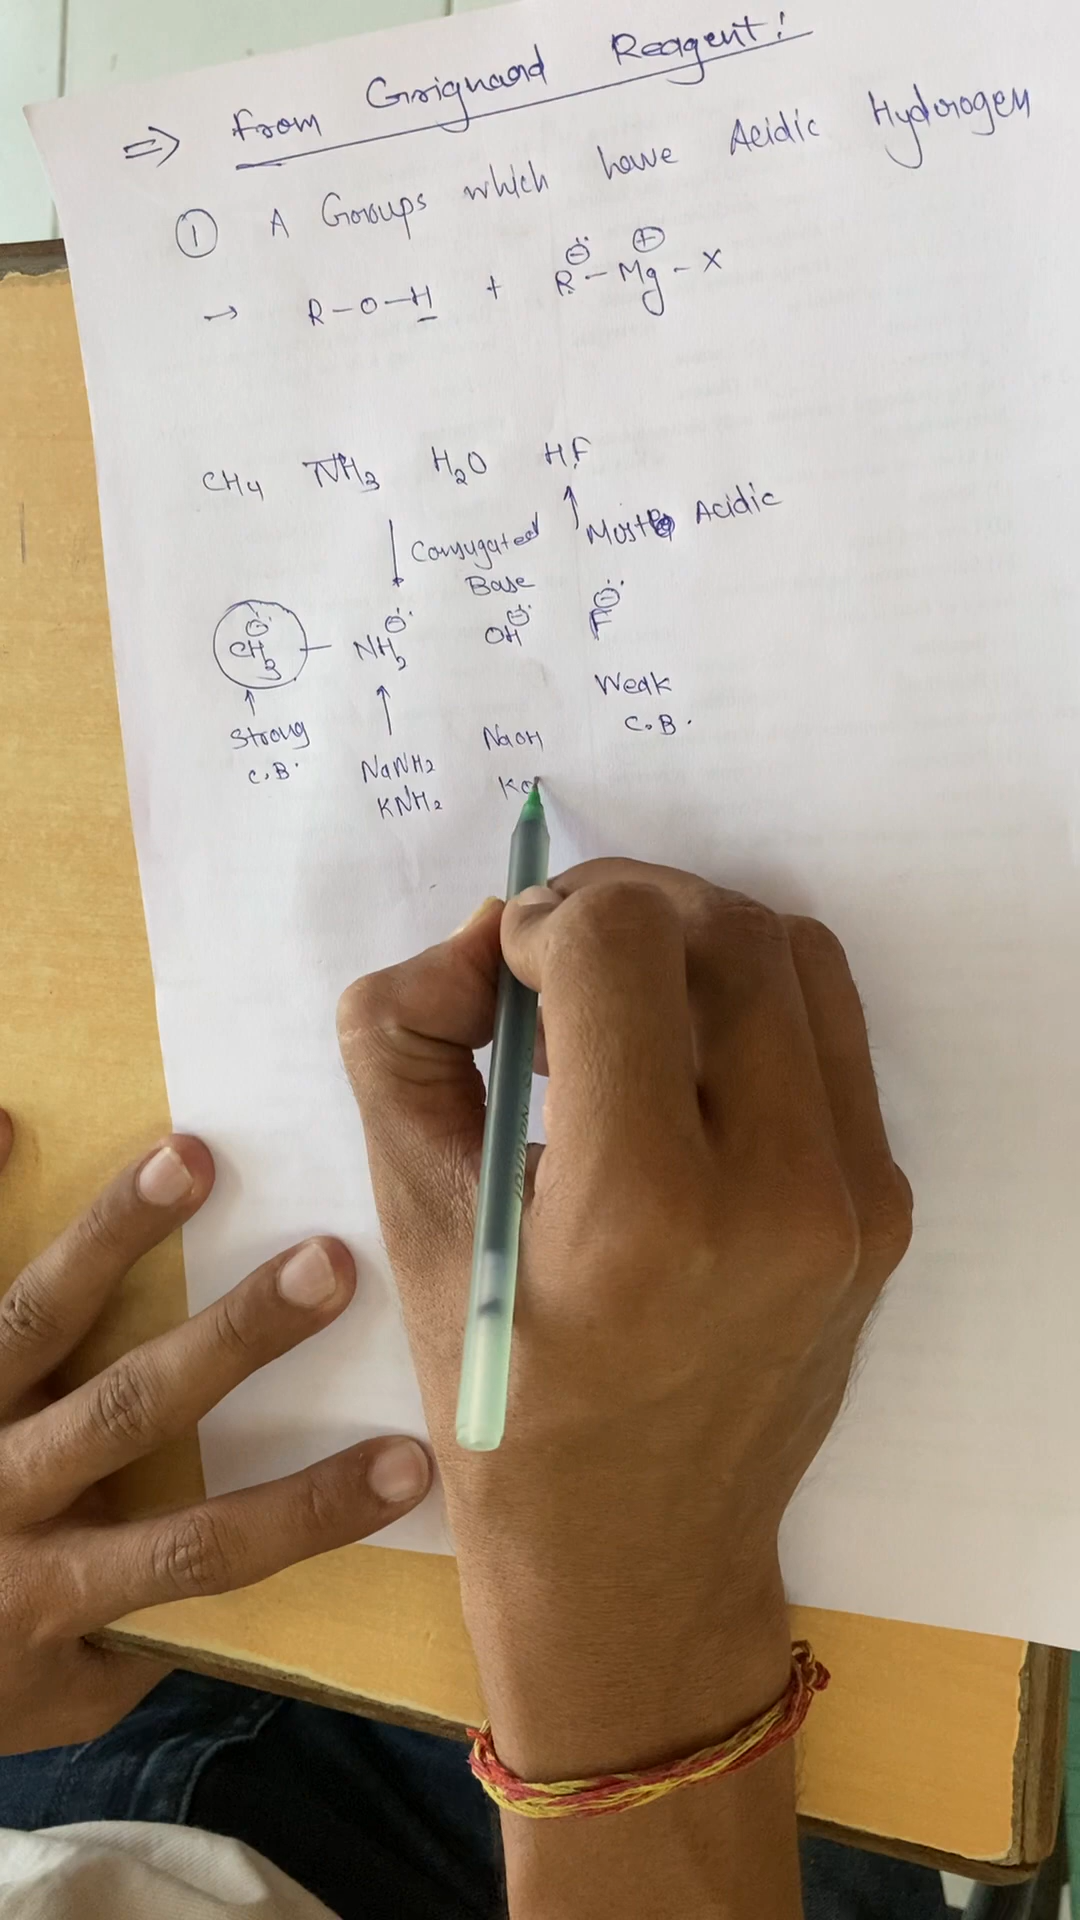 ⇒ From Grignard Reagent:
① A Groups which have Acidic Hydrogen
→ R-O-H + R-Mg-X
⊖ ⊕
CH4 NH3 H2O HF
↓ Conjugated Base
↑ Most Acidic
CH3⊖ - NH2⊖ OH⊖ F⊖
↑ Strong C.B.
↑ NaNH2
KNH2
NaOH
KO
Weak C.B.